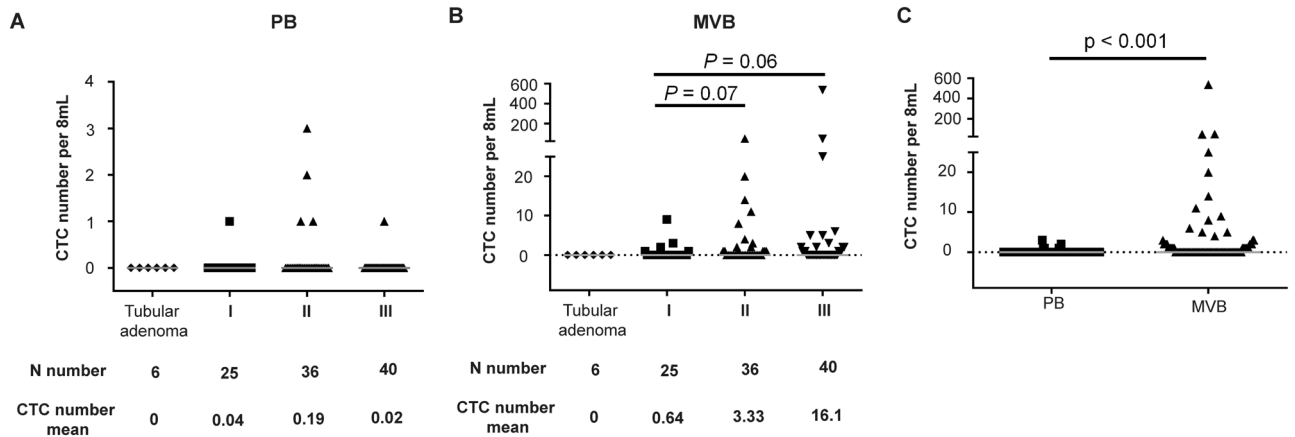 A
PB
CTC number per 8mL
4
3
2
1
0
Tubular
adenoma
I
II
III
N number
6
25
36
40
CTC number
mean
0
0.04
0.19
0.02
B
MVB
P = 0.06
P = 0.07
CTC number per 8mL
600
400
200
20
10
0
Tubular
adenoma
I
II
III
N number
6
25
36
40
CTC number
mean
0
0.64
3.33
16.1
C
p < 0.001
CTC number per 8mL
600
400
200
20
10
0
PB
MVB